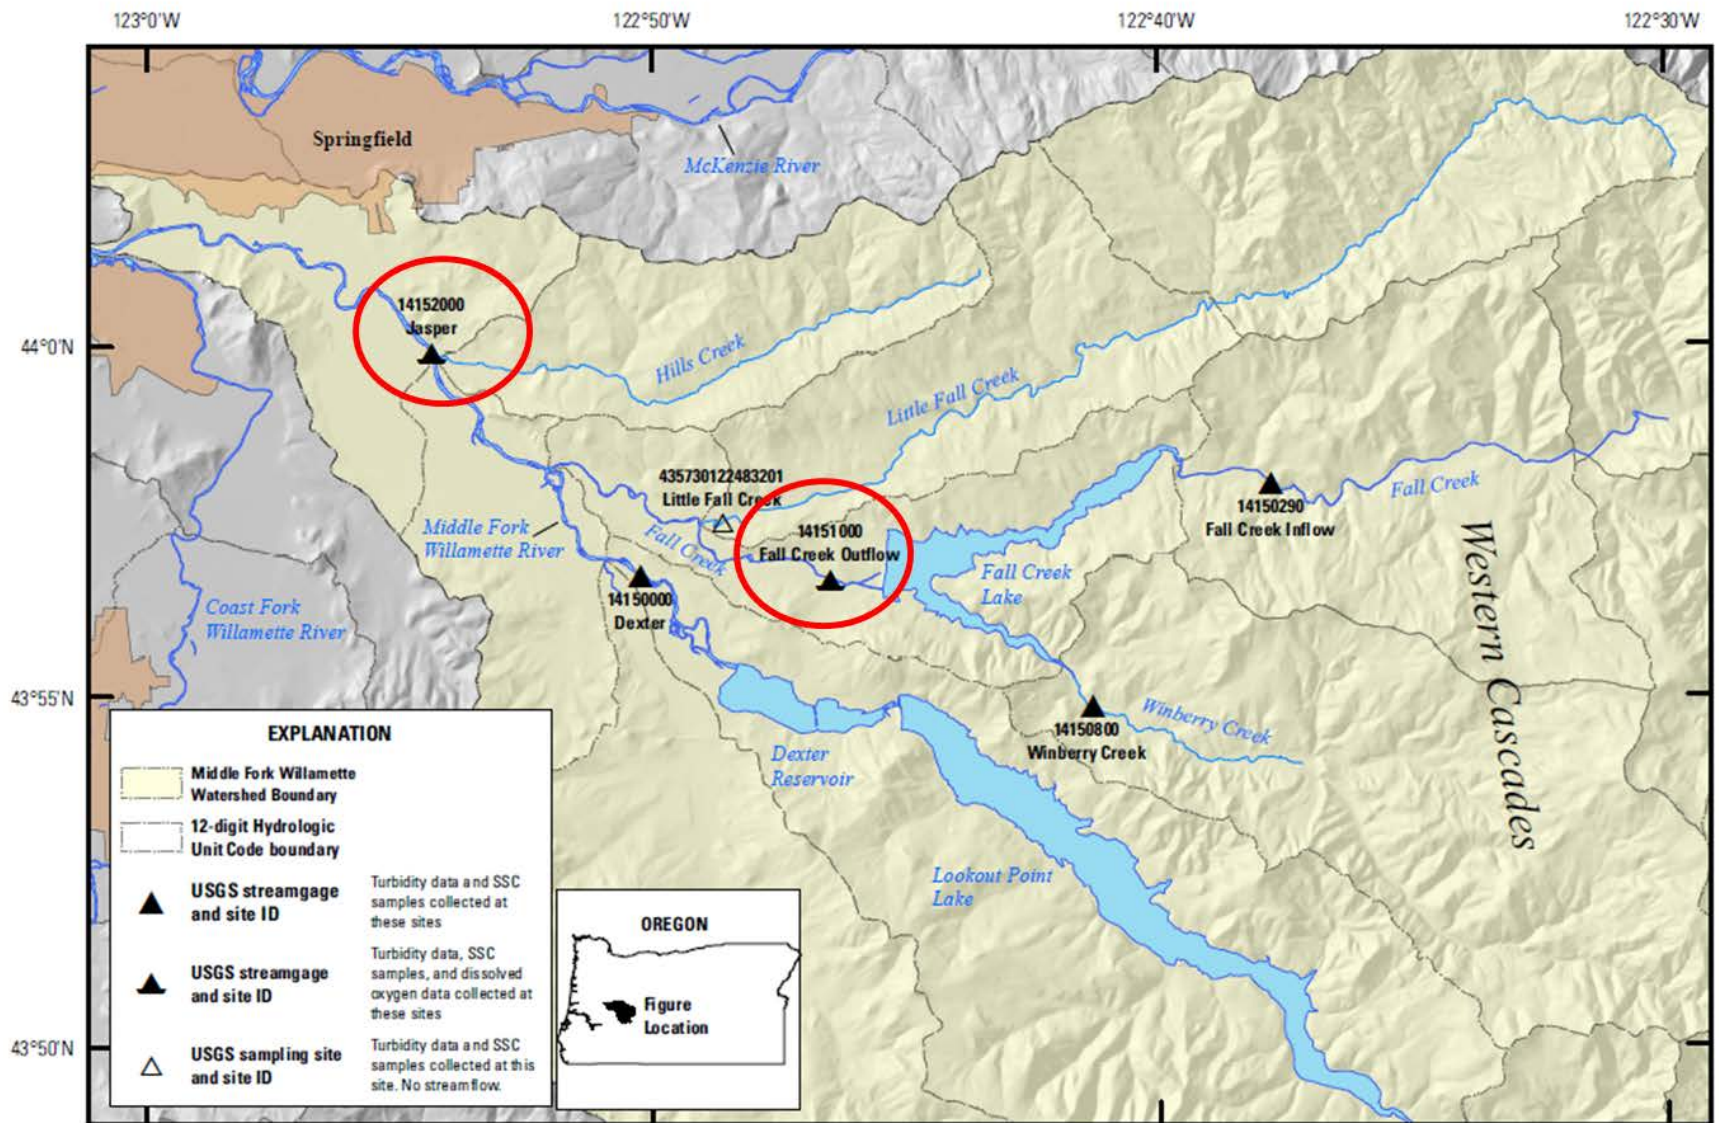 123°0'W
122°50'W
122°40'W
122°30'W
Springfield
McKenzie River
14152000
Jasper
44°0'N
Hills Creek
Little Fall Creek
435730122483201
Little Fall Creek
Fall Creek
14150290
Fall Creek Inflow
Middle Fork
Willamette River
Fall Creek
14151000
Fall Creek Outflow
Fall Creek
Lake
Western Cascades
14150000
Dexter
Coast Fork
Willamette River
43°55'N
Winberry Creek
14150800
Winberry Creek
Dexter
Reservoir
Lookout Point
Lake
EXPLANATION
Middle Fork Willamette
Watershed Boundary
12-digit Hydrologic
Unit Code boundary
USGS streamgage
and site ID
Turbidity data and SSC
samples collected at
these sites
USGS streamgage
and site ID
Turbidity data, SSC
samples, and dissolved
oxygen data collected at
these sites
USGS sampling site
and site ID
Turbidity data and SSC
samples collected at this
site. No streamflow.
OREGON
Figure
Location
43°50'N